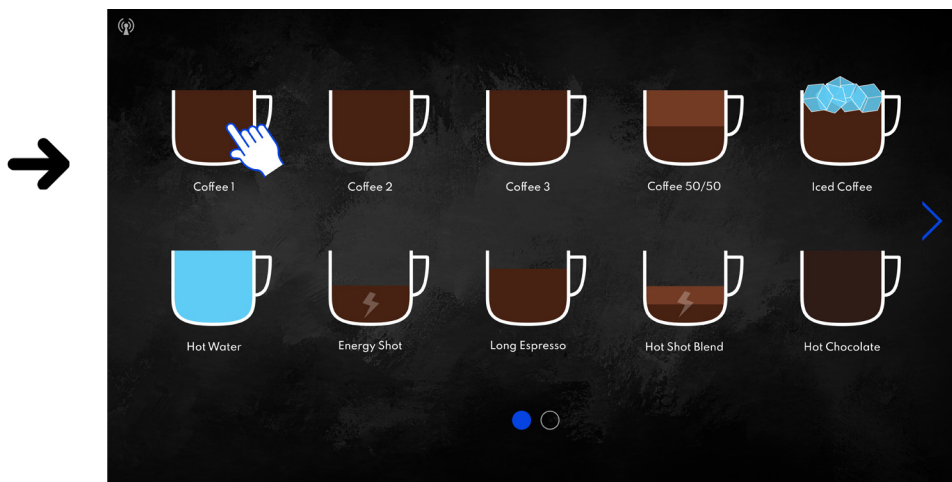 Coffee 1
Coffee 2
Coffee 3
Coffee 50/50
Iced Coffee
Hot Water
Energy Shot
Long Espresso
Hot Shot Blend
Hot Chocolate